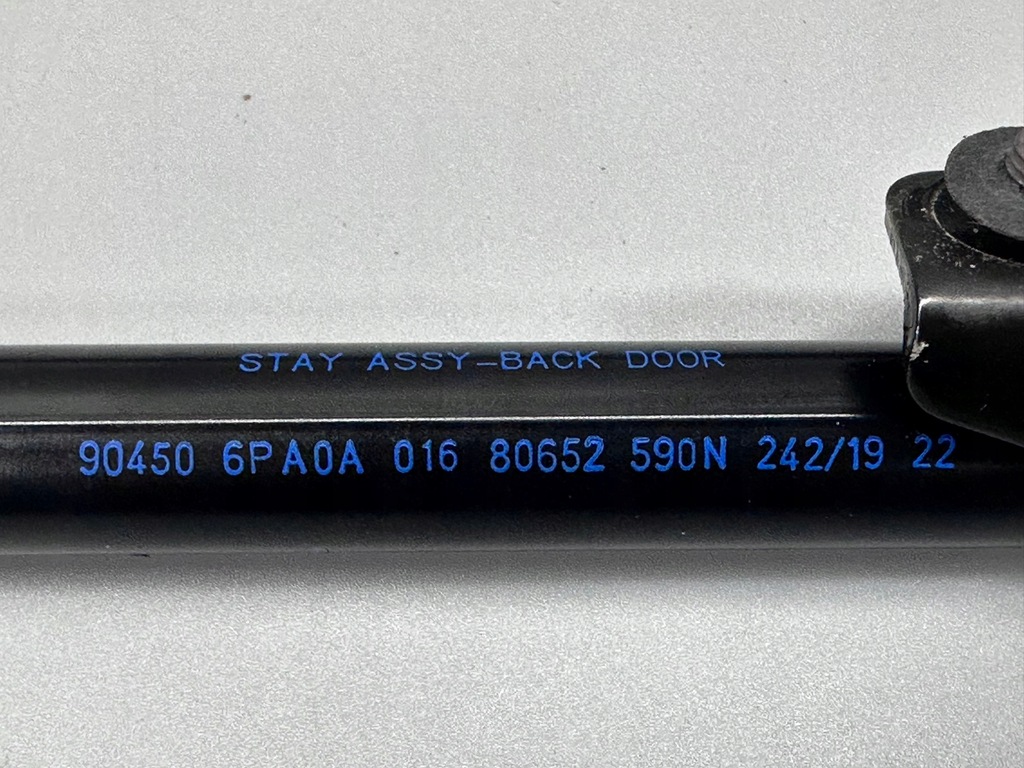 STAY ASSY-BACK DOOR
90450 6PA0A 016 80652 590N 242/19 22